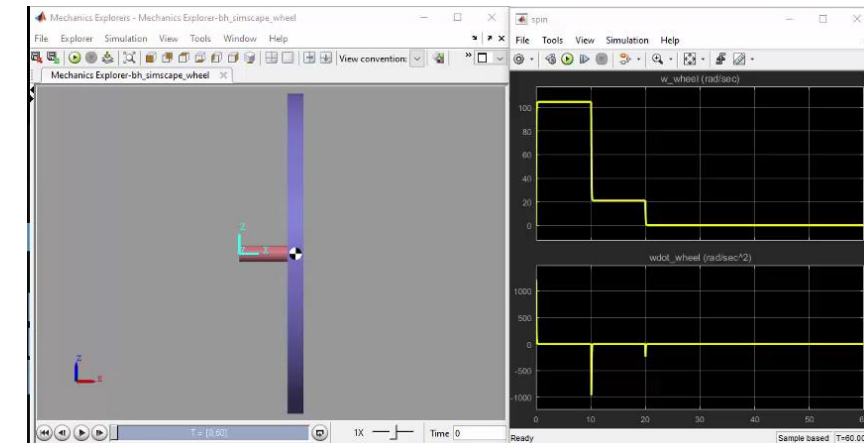 Mechanics Explorers - Mechanics Explorer-bh_simscape_wheel
File Explorer Simulation View Tools Window Help
View convention:
Mechanics Explorer-bh_simscape_wheel
Z
X
Z
X
T = [0,60]
1X
Time 0
spin
File Tools View Simulation Help
w_wheel (rad/sec)
100
80
60
40
20
0
wdot_wheel (rad/sec^2)
1000
500
0
-500
-1000
0 10 20 30 40 50
Ready
Sample based T=60.00